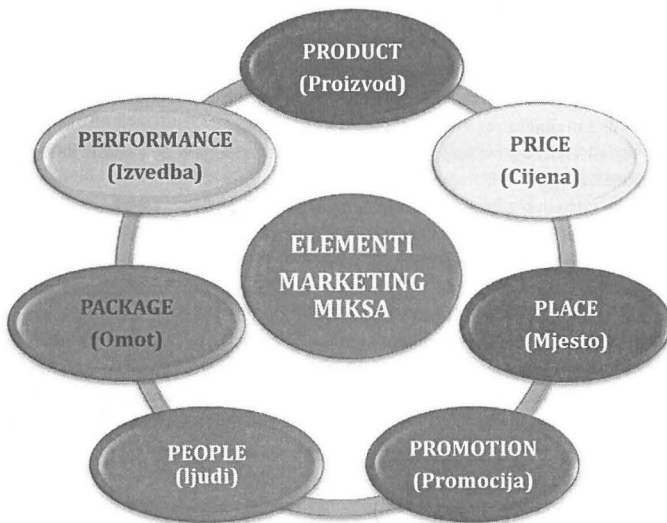 PRODUCT
(Proizvod)
PRICE
(Cijena)
PLACE
(Mjesto)
PROMOTION
(Promocija)
PEOPLE
(ljudi)
PACKAGE
(Omot)
PERFORMANCE
(Izvedba)
ELEMENTI
MARKETING
MIKSA